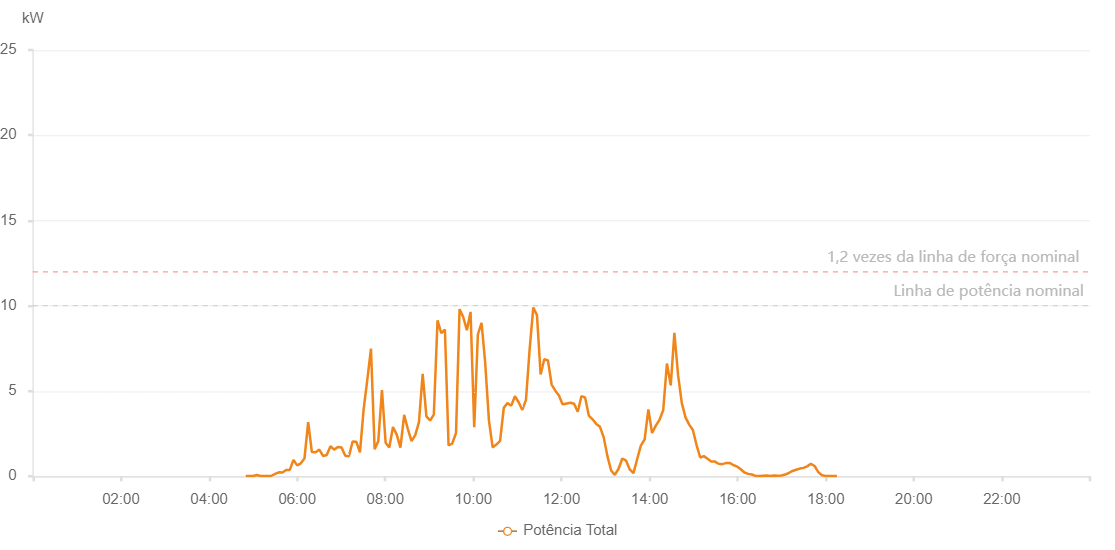 kW
25
20
15
1,2 vezes da linha de força nominal
Linha de potência nominal
10
5
0
02:00 04:00 06:00 08:00 10:00 12:00 14:00 16:00 18:00 20:00 22:00
Potência Total